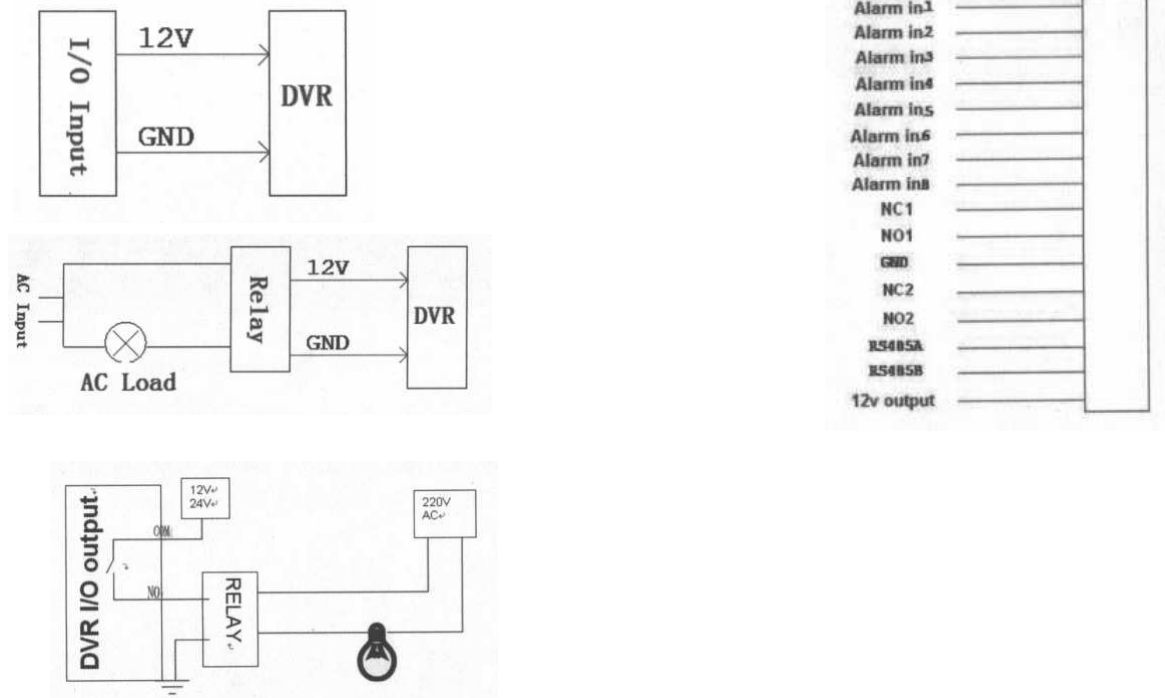 I/O Input
12V
GND
DVR
AC Input
AC Load
Relay
12V
GND
DVR
DVR I/O output
12V
24V
COM
NO
RELAY
220V
AC
Alarm in1
Alarm in2
Alarm in3
Alarm in4
Alarm in5
Alarm in6
Alarm in7
Alarm in8
NC1
NO1
GND
NC2
NO2
RS485A
RS485B
12v output